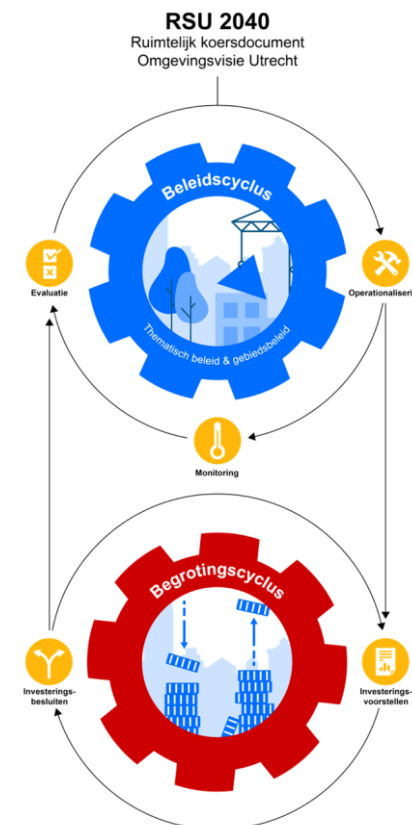 RSU 2040
Ruimtelijk koersdocument
Omgevingsvisie Utrecht
Beleidscyclus
Evaluatie
Operationaliseri
Thematisch beleid & gebiedsbeleid
Monitoring
Begrotingscyclus
Investerings-
besluiten
Investerings-
voorstellen